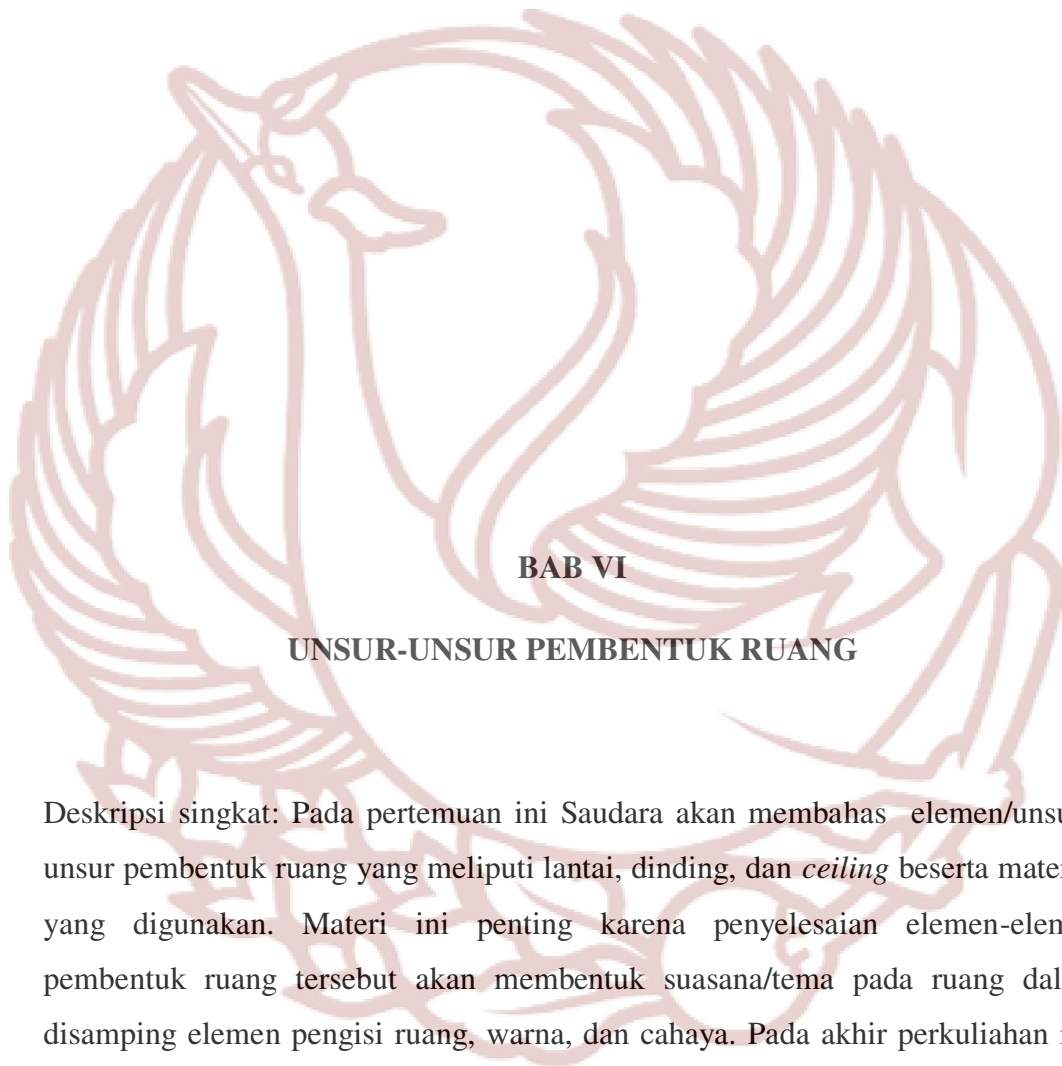 BAB VI
UNSUR-UNSUR PEMBENTUK RUANG
Deskripsi singkat: Pada pertemuan ini Saudara akan membahas elemen/unsu
unsur pembentuk ruang yang meliputi lantai, dinding, dan ceiling beserta mater
yang digunakan. Materi ini penting karena penyelesaian elemen-elem
pembentuk ruang tersebut akan membentuk suasana/tema pada ruang dal
disamping elemen pengisi ruang, warna, dan cahaya. Pada akhir perkuliahan